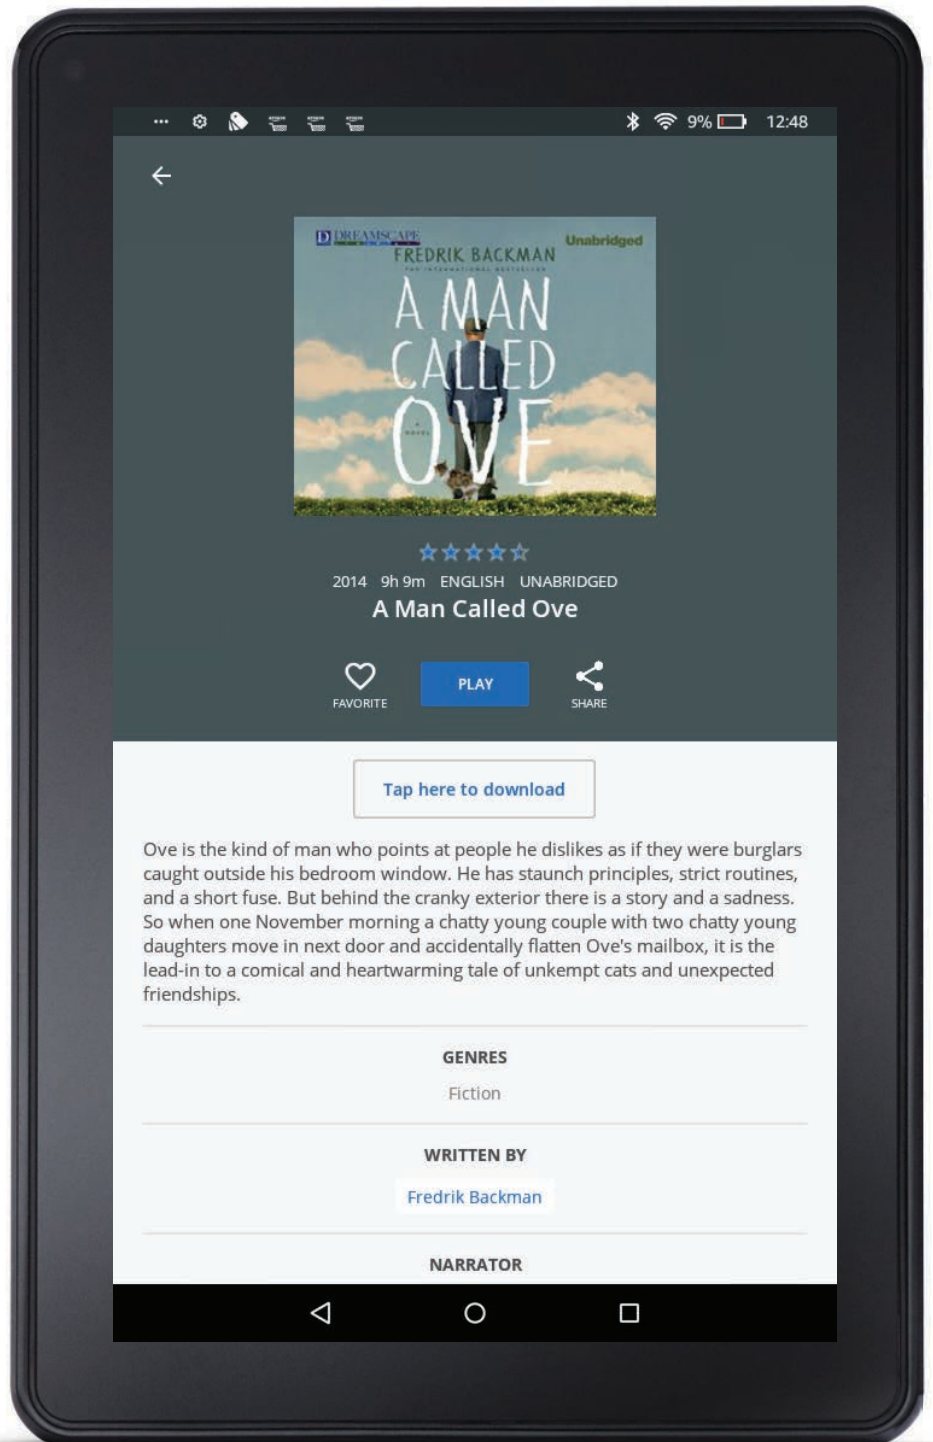 9% 12:48
DREAMSCAPE
Unabridged
FREDRIK BACKMAN
THE INTERNATIONAL BESTSELLER
A MAN
CALLED
OVE
A
NOVEL
2014 9h 9m ENGLISH UNABRIDGED
A Man Called Ove
FAVORITE
PLAY
SHARE
Tap here to download
Ove is the kind of man who points at people he dislikes as if they were burglars
caught outside his bedroom window. He has staunch principles, strict routines,
and a short fuse. But behind the cranky exterior there is a story and a sadness.
So when one November morning a chatty young couple with two chatty young
daughters move in next door and accidentally flatten Ove's mailbox, it is the
lead-in to a comical and heartwarming tale of unkempt cats and unexpected
friendships.
GENRES
Fiction
WRITTEN BY
Fredrik Backman
NARRATOR